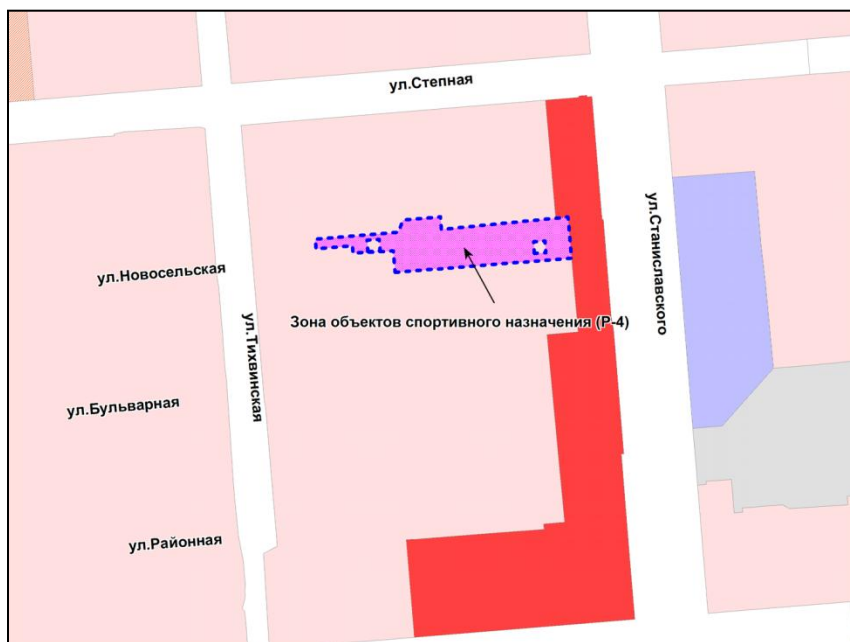 ул.Степная
ул.Станиславского
ул.Новосельская
ул.Тихвинская
Зона объектов спортивного назначения (Р-4)
ул.Бульварная
ул.Районная